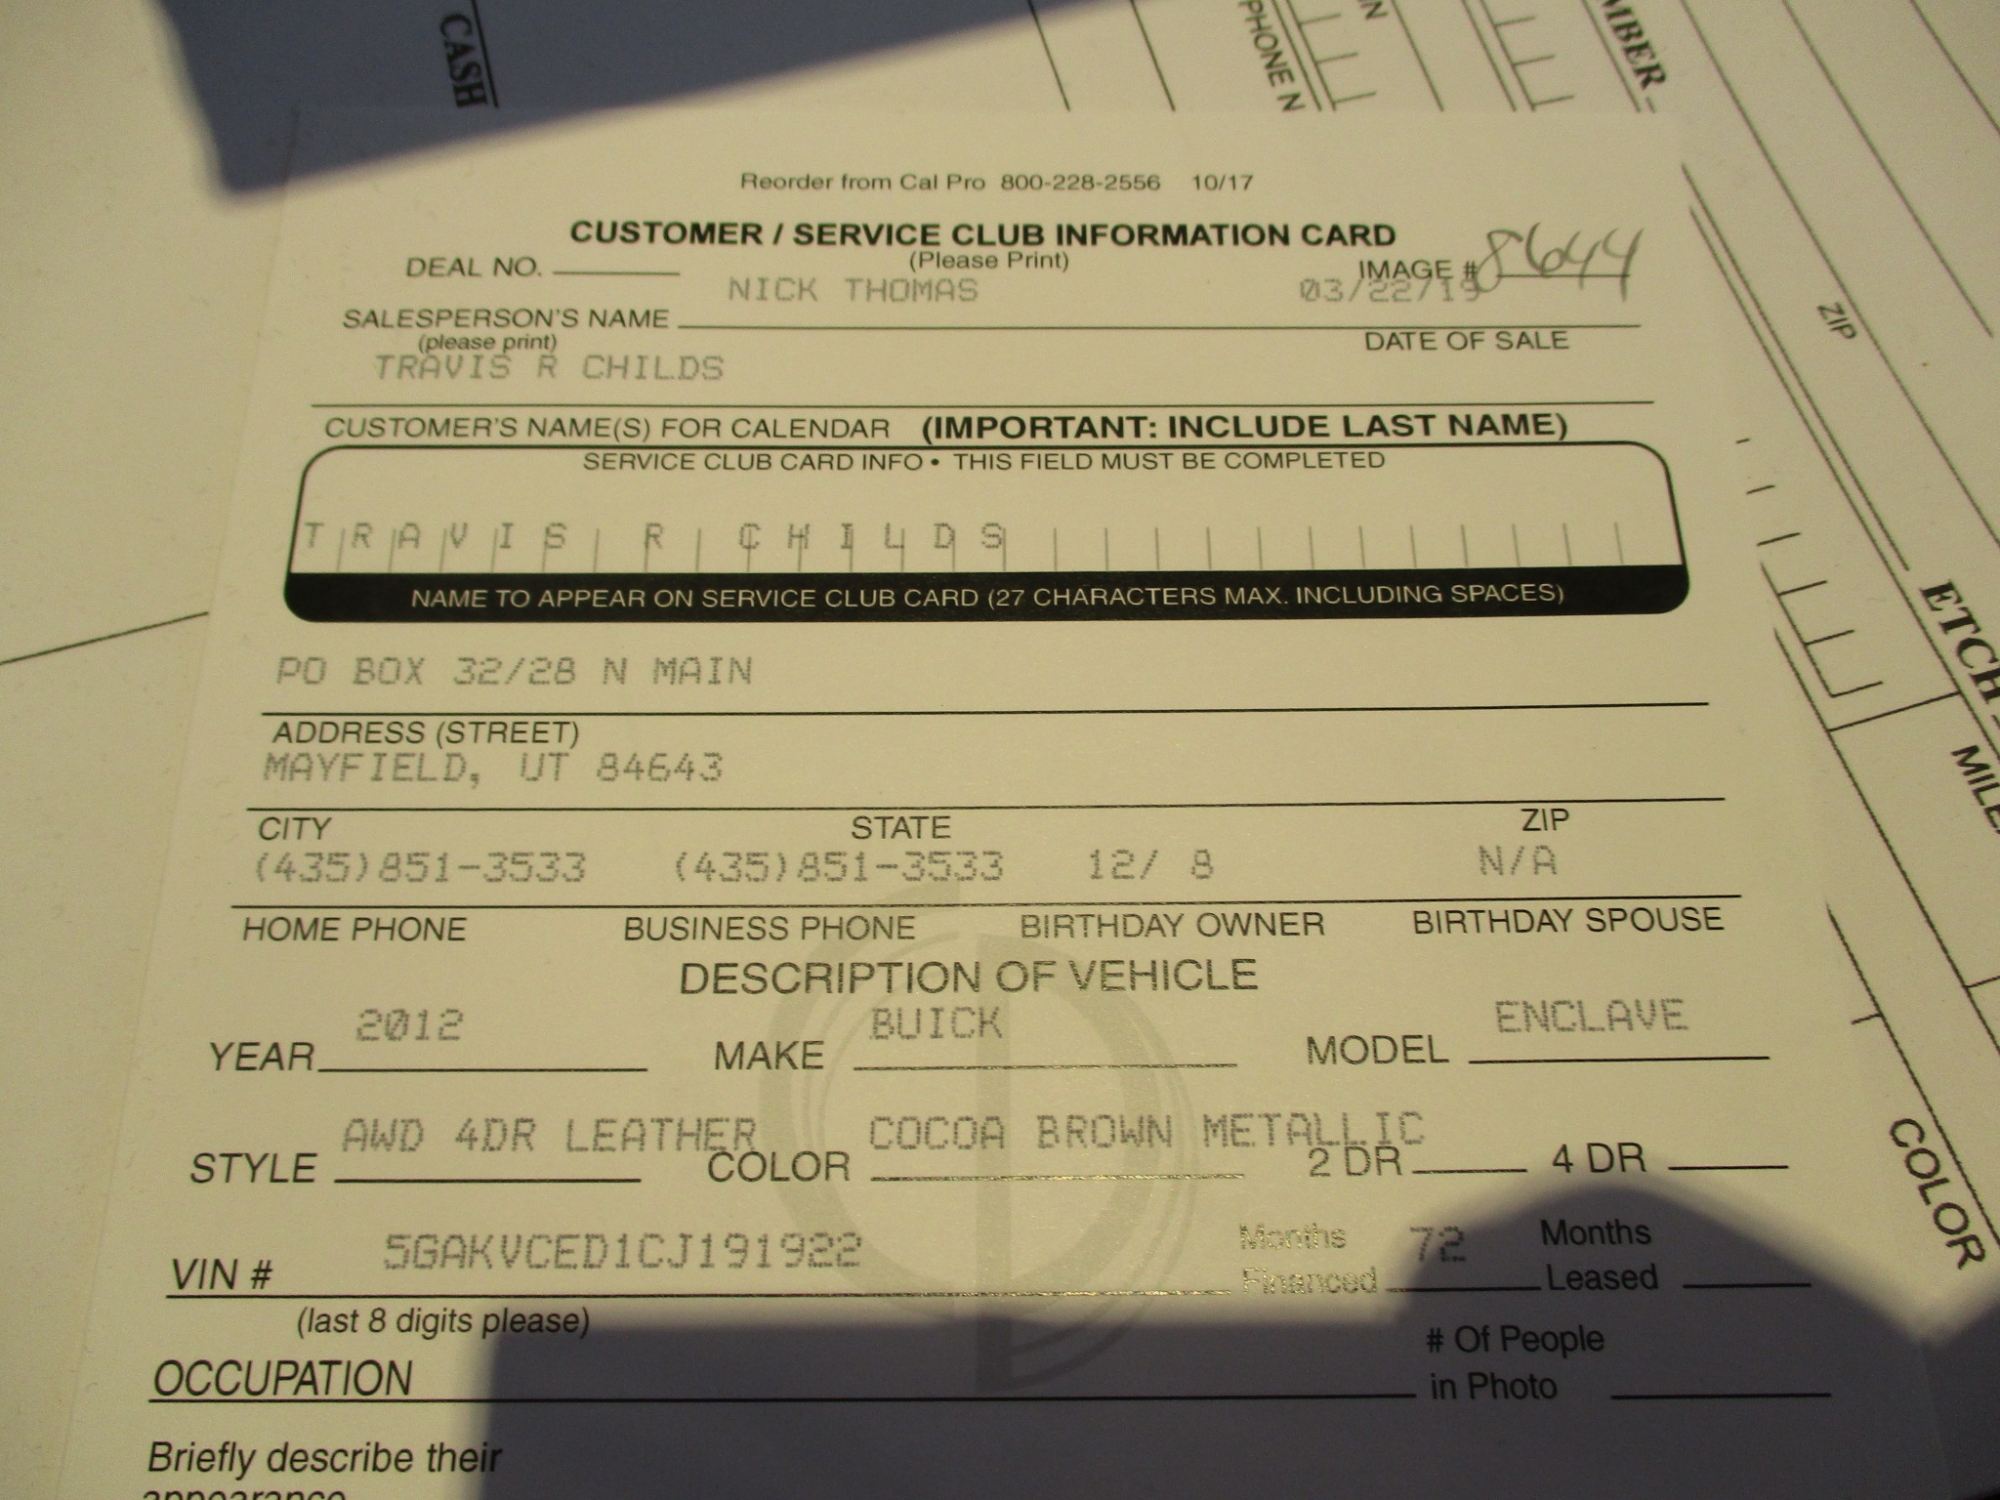 CASH
PHONE N
IN
MBER
Reorder from Cal Pro 800-228-2556 10/17
CUSTOMER / SERVICE CLUB INFORMATION CARD
(Please Print)
DEAL NO.
IMAGE # 8644
NICK THOMAS 03/22/19
SALESPERSON'S NAME
(please print)
DATE OF SALE
TRAVIS R CHILDS
CUSTOMER'S NAME(S) FOR CALENDAR (IMPORTANT: INCLUDE LAST NAME)
SERVICE CLUB CARD INFO • THIS FIELD MUST BE COMPLETED
TRAVIS R CHILDS
NAME TO APPEAR ON SERVICE CLUB CARD (27 CHARACTERS MAX. INCLUDING SPACES)
PO BOX 32/28 N MAIN
ADDRESS (STREET)
MAYFIELD, UT 84643
CITY STATE ZIP
(435)851-3533 (435)851-3533 12/ 8 N/A
HOME PHONE BUSINESS PHONE BIRTHDAY OWNER BIRTHDAY SPOUSE
DESCRIPTION OF VEHICLE
YEAR 2012 MAKE BUICK MODEL ENCLAVE
STYLE AWD 4DR LEATHER COLOR COCOA BROWN METALLIC 2 DR 4 DR
VIN # 5GAKVCED1CJ191922 Months Financed 72 Months Leased
(last 8 digits please)
# Of People
OCCUPATION
in Photo
Briefly describe their
appearance
ZIP
ETCH
MILE
COLOR